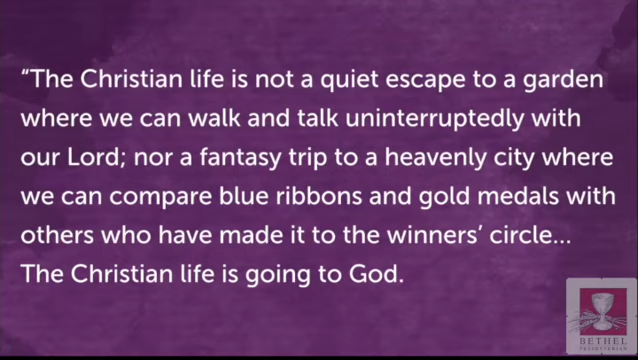 “The Christian life is not a quiet escape to a garden
where we can walk and talk uninterruptedly with
our Lord; nor a fantasy trip to a heavenly city where
we can compare blue ribbons and gold medals with
others who have made it to the winners’ circle...
The Christian life is going to God.
BETHEL
PRESBYTERIAN